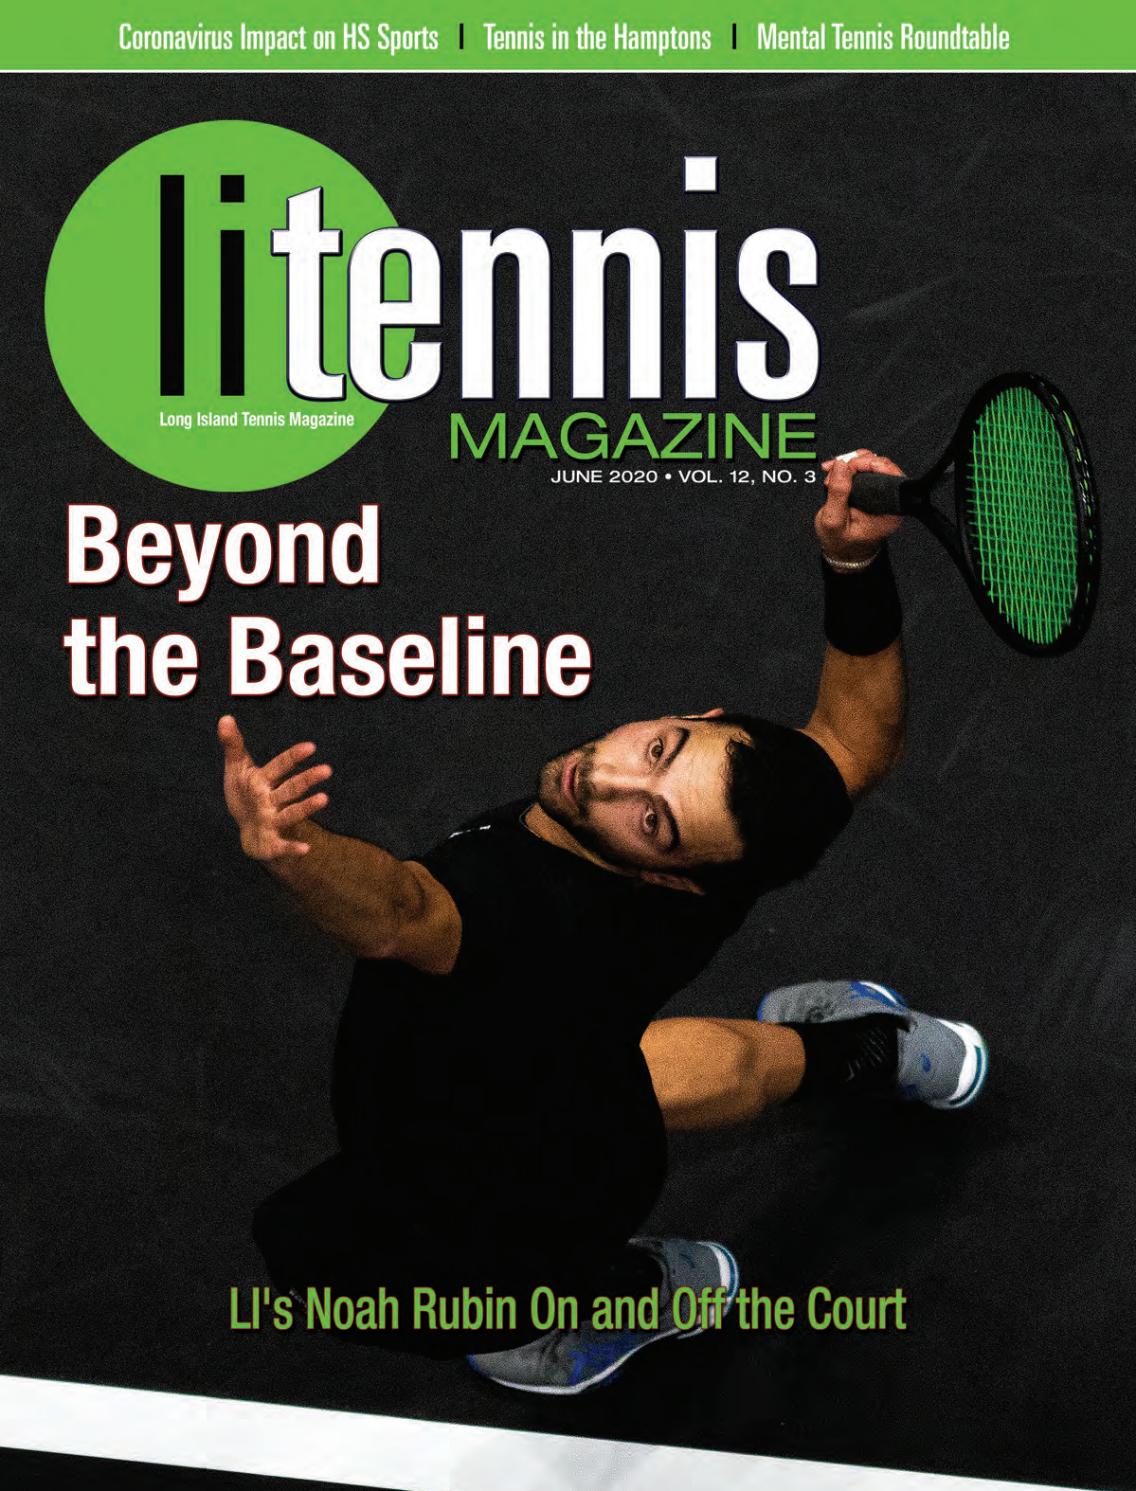 Coronavirus Impact on HS Sports | Tennis in the Hamptons | Mental Tennis Roundtable
litennis
Long Island Tennis Magazine
MAGAZINE
JUNE 2020 • VOL. 12, NO. 3
Beyond
the Baseline
LI's Noah Rubin On and Off the Court